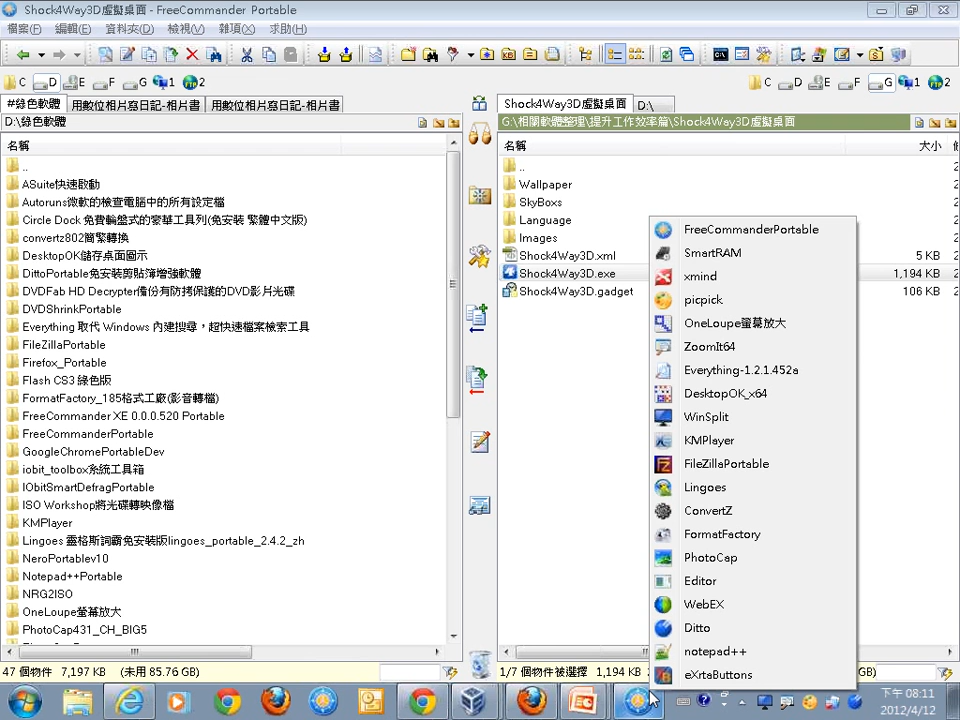 Shock4Way3D虛擬桌面 - FreeCommander Portable
檔案(F) 編輯(E) 資料夾(D) 檢視(V) 雜項(X) 求助(H)
C D E F G 1 2
C D E F G 1 2
#綠色軟體 用數位相片寫日記-相片書 用數位相片寫日記-相片書
D:\綠色軟體
名稱
..
ASuite快速啟動
Autoruns微軟的檢查電腦中的所有設定檔
Circle Dock 免費輪盤式的豪華工具列(免安裝 繁體中文版)
convertz802簡繁轉換
DesktopOK儲存桌面圖示
DittoPortable免安裝剪貼簿增強軟體
DVDFab HD Decrypter備份有防拷保護的DVD影片光碟
DVDShrinkPortable
Everything 取代 Windows 內建搜尋，超快速檔案檢索工具
FileZillaPortable
Firefox_Portable
Flash CS3 綠色版
FormatFactory_185格式工廠(影音轉檔)
FreeCommander XE 0.0.0.520 Portable
FreeCommanderPortable
GoogleChromePortableDev
iobit_toolbox系統工具箱
IObitSmartDefragPortable
ISO Workshop將光碟轉映像檔
KMPlayer
Lingoes 靈格斯詞霸免安裝版lingoes_portable_2.4.2_zh
NeroPortablev10
Notepad++Portable
NRG2ISO
OneLoupe螢幕放大
PhotoCap431_CH_BIG5
47 個物件 7,197 KB (未用 85.76 GB)
Shock4Way3D虛擬桌面 D:\
G:\相關軟體整理\提升工作效率篇\Shock4Way3D虛擬桌面
名稱 大小
..
Wallpaper
SkyBoxs
Language
Images
Shock4Way3D.xml 5 KB
Shock4Way3D.exe 1,194 KB
Shock4Way3D.gadget 106 KB
1/7 個物件被選擇 1,194 KB
GB)
FreeCommanderPortable
SmartRAM
xmind
picpick
OneLoupe螢幕放大
ZoomIt64
Everything-1.2.1.452a
DesktopOK_x64
WinSplit
KMPlayer
FileZillaPortable
Lingoes
ConvertZ
FormatFactory
PhotoCap
Editor
WebEX
Ditto
notepad++
eXrtaButtons
下午 08:11
2012/4/12